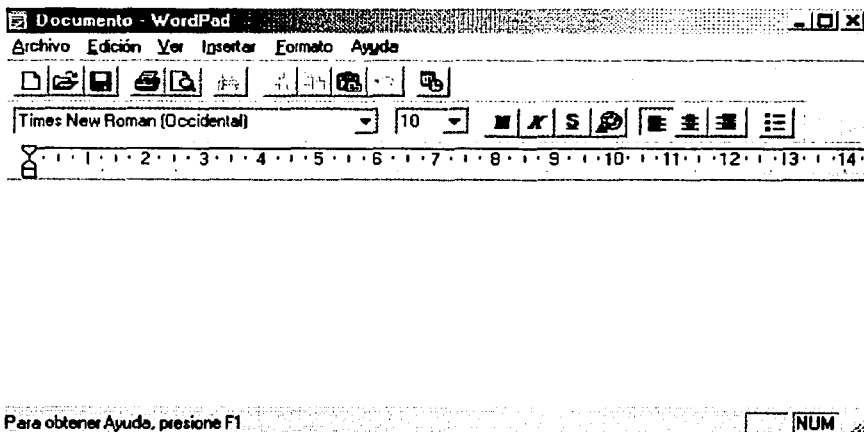 Documento - WordPad
Archivo Edición Ver Insertar Formato Ayuda
Times New Roman (Occidental) 10 N K S
1 2 3 4 5 6 7 8 9 10 11 12 13 14
Para obtener Ayuda, presione F1 NUM